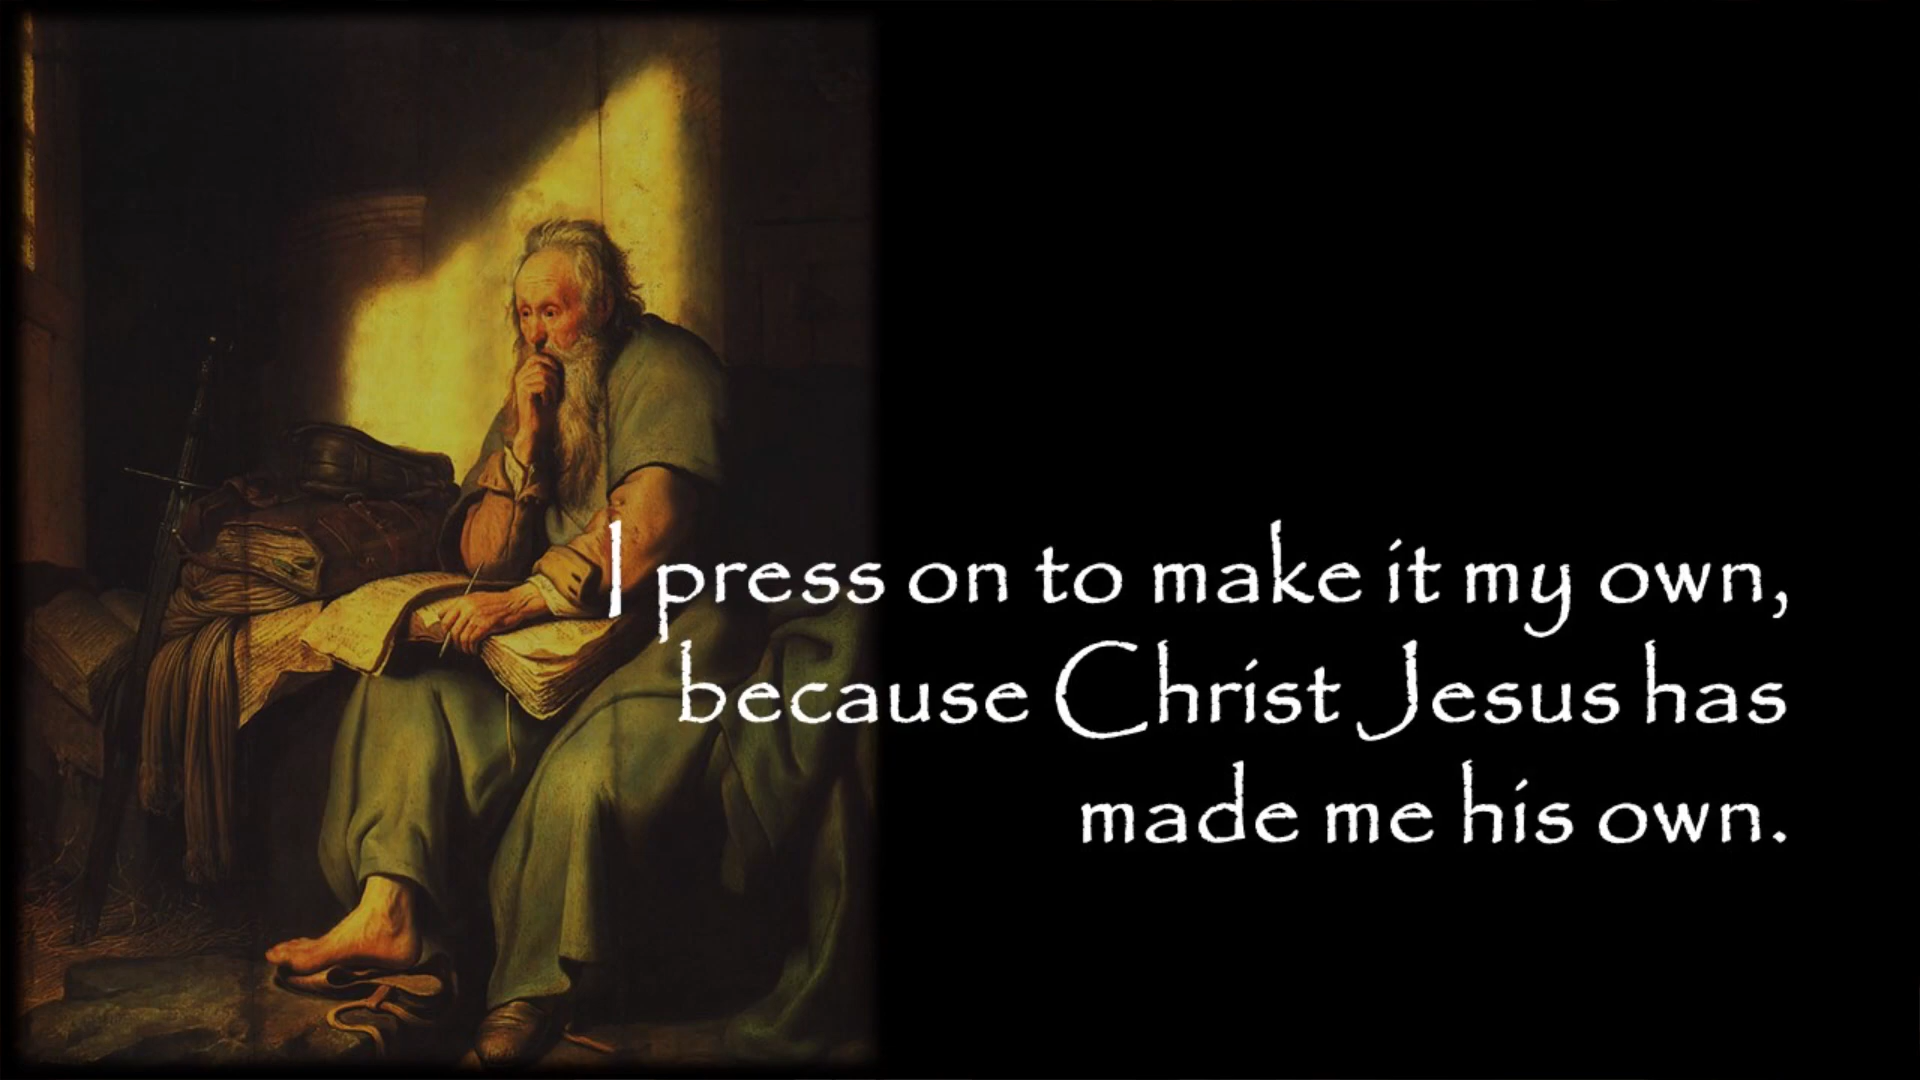 I press on to make it my own,
because Christ Jesus has
made me his own.